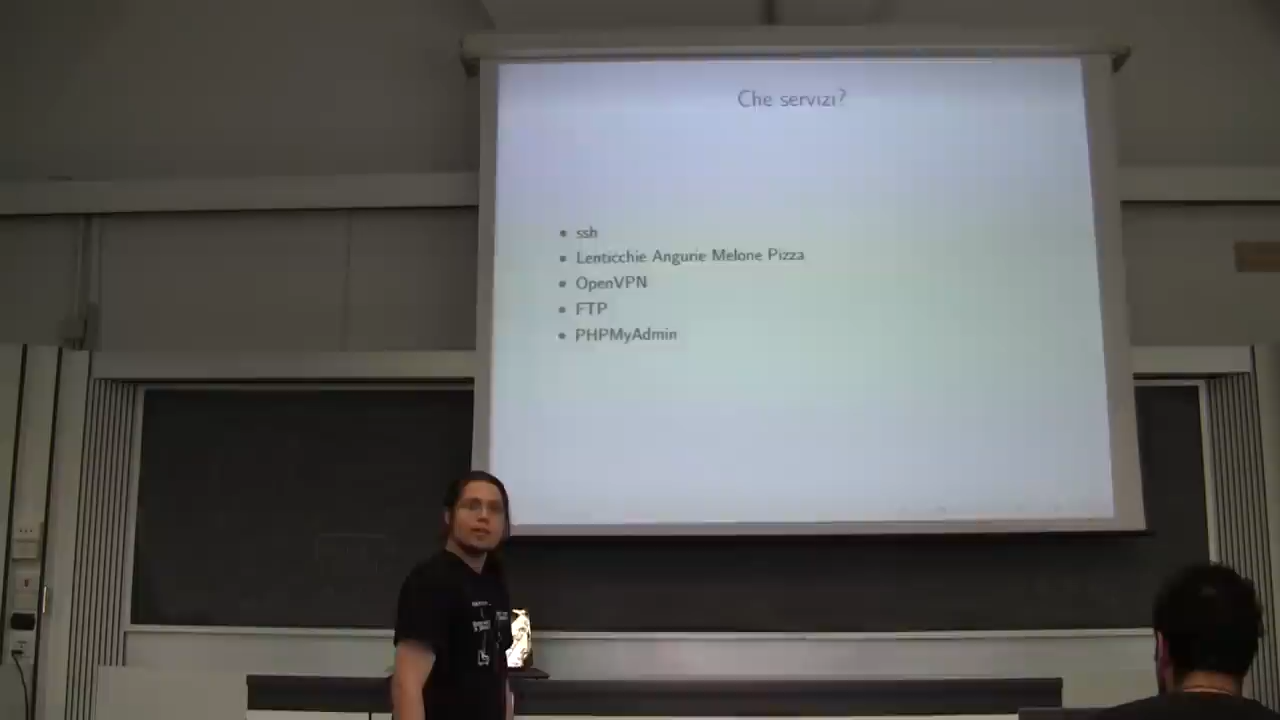 Che servizi?
ssh
Lenticchie Angurie Melone Pizza
OpenVPN
FTP
PHPMyAdmin